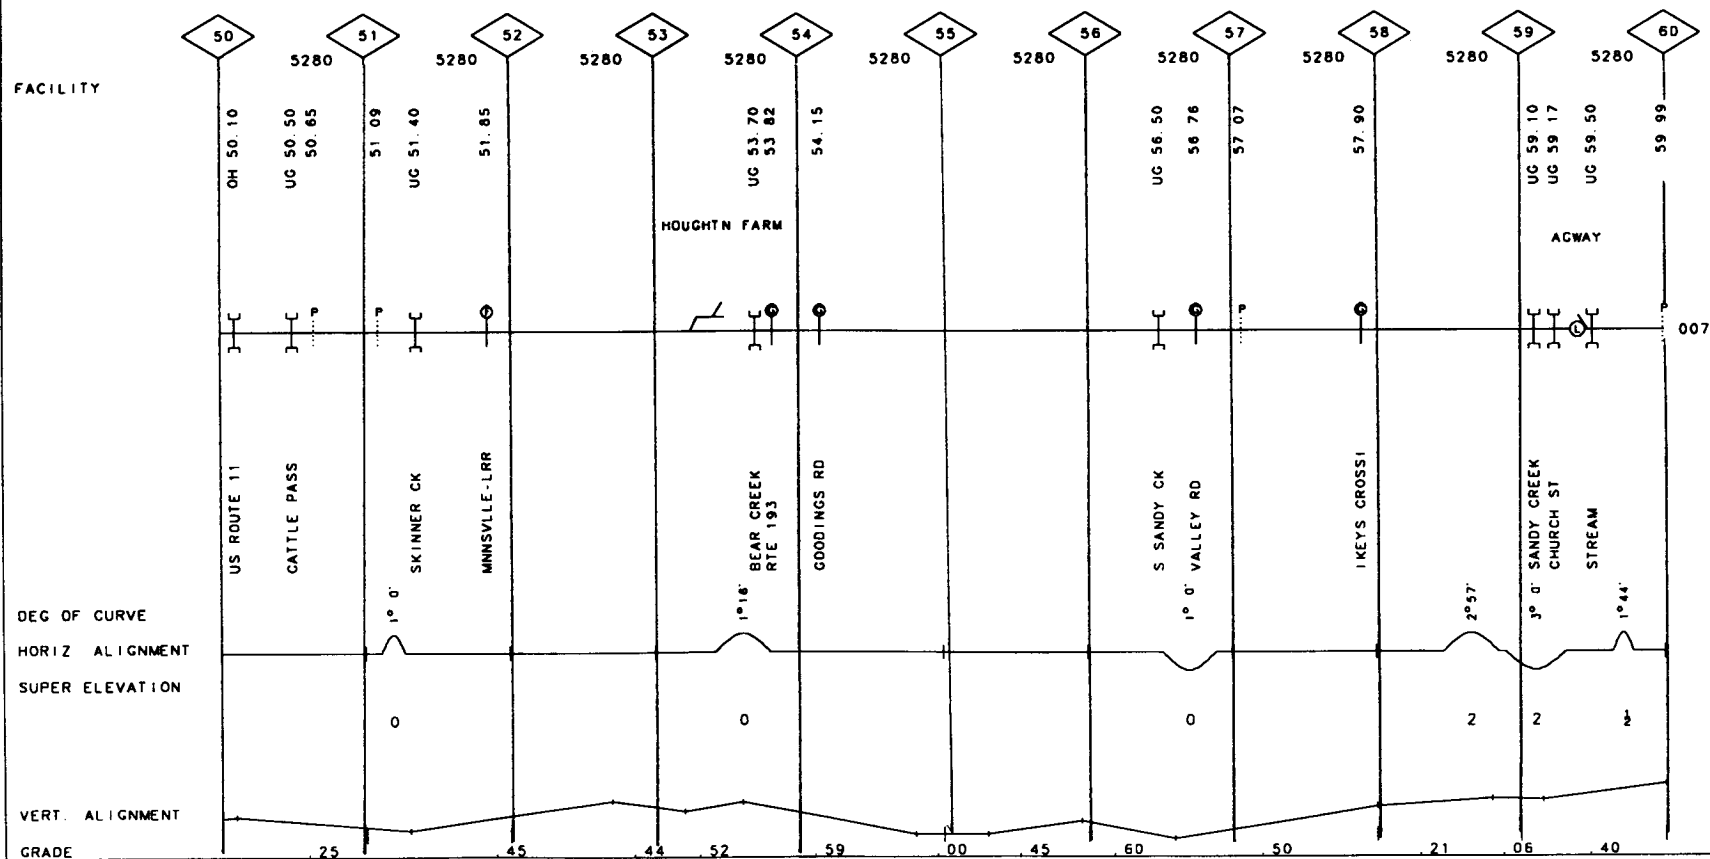 50 51 52 53 54 55 56 57 58 59 60
5280 5280 5280 5280 5280 5280 5280 5280 5280 5280
FACILITY
OH 50.10
UG 50.50
50.65
51 09
UG 51.40
51.85
UG 53.70
53 82
54.15
UG 56.50
56 76
57 07
57.90
UG 59.10
UG 59 17
UG 59.50
59 99
HOUGHTN FARM
AGWAY
P P P P
L
007
US ROUTE 11
CATTLE PASS
SKINNER CK
MNNSVLLE-LRR
BEAR CREEK
RTE 193
GOODINGS RD
S SANDY CK
VALLEY RD
IKEYS CROSSI
SANDY CREEK
CHURCH ST
STREAM
DEG OF CURVE
1° 0' 1°16' 1° 0' 2°57' 3° 0' 1°44'
HORIZ ALIGNMENT
SUPER ELEVATION
0 0 0 2 2 1/2
VERT. ALIGNMENT
GRADE .25 .45 .44 .52 .59 .00 .45 .60 .50 .21 .06 .40